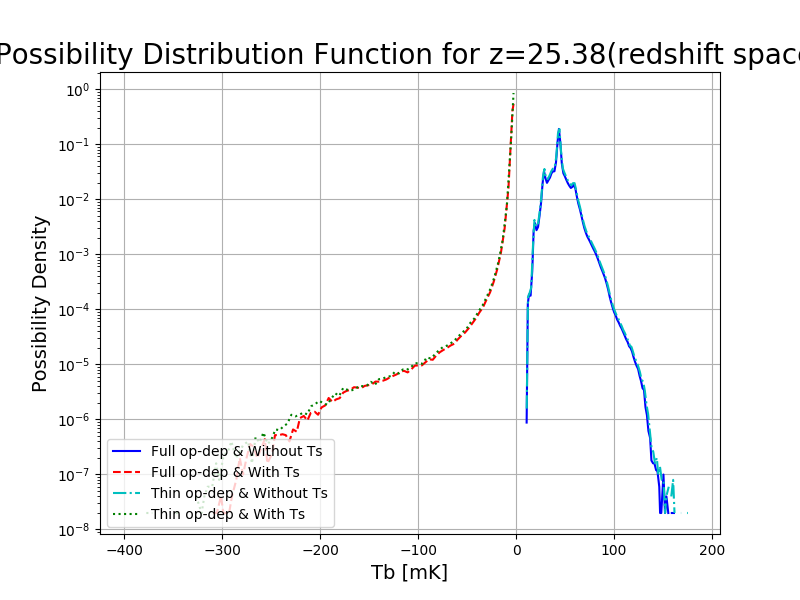 Possibility Distribution Function for z=25.38(redshift space
10⁰
10⁻¹
10⁻²
10⁻³
10⁻⁴
10⁻⁵
10⁻⁶
10⁻⁷
10⁻⁸
Possibility Density
Full op-dep & Without Ts
Full op-dep & With Ts
Thin op-dep & Without Ts
Thin op-dep & With Ts
−400 −300 −200 −100 0 100 200
Tb [mK]